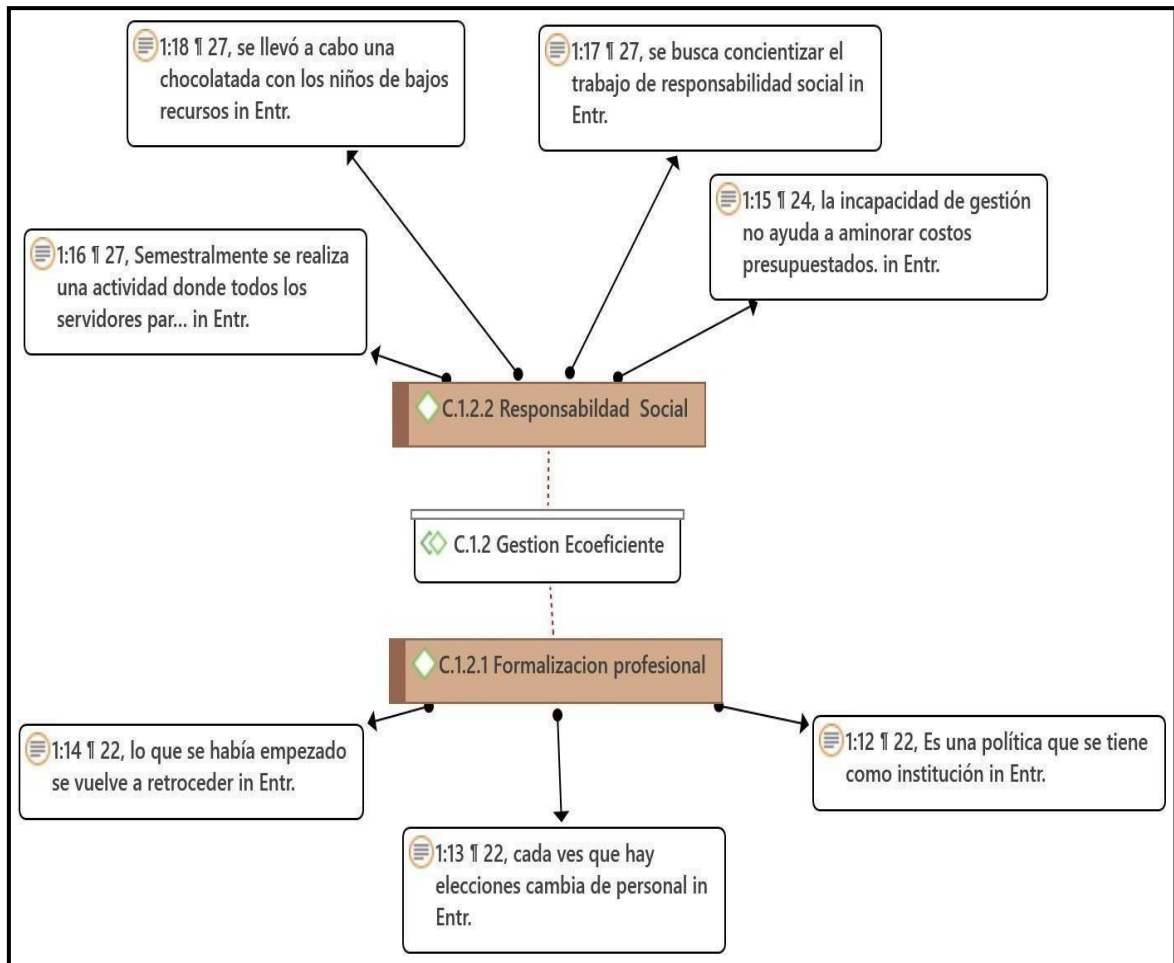 1:18 ¶ 27, se llevó a cabo una
chocolatada con los niños de bajos
recursos in Entr.
1:17 ¶ 27, se busca concientizar el
trabajo de responsabilidad social in
Entr.
1:15 ¶ 24, la incapacidad de gestión
no ayuda a aminorar costos
presupuestados. in Entr.
1:16 ¶ 27, Semestralmente se realiza
una actividad donde todos los
servidores par... in Entr.
C.1.2.2 Responsabildad Social
C.1.2 Gestion Ecoeficiente
C.1.2.1 Formalizacion profesional
1:14 ¶ 22, lo que se había empezado
se vuelve a retroceder in Entr.
1:12 ¶ 22, Es una política que se tiene
como institución in Entr.
1:13 ¶ 22, cada ves que hay
elecciones cambia de personal in
Entr.